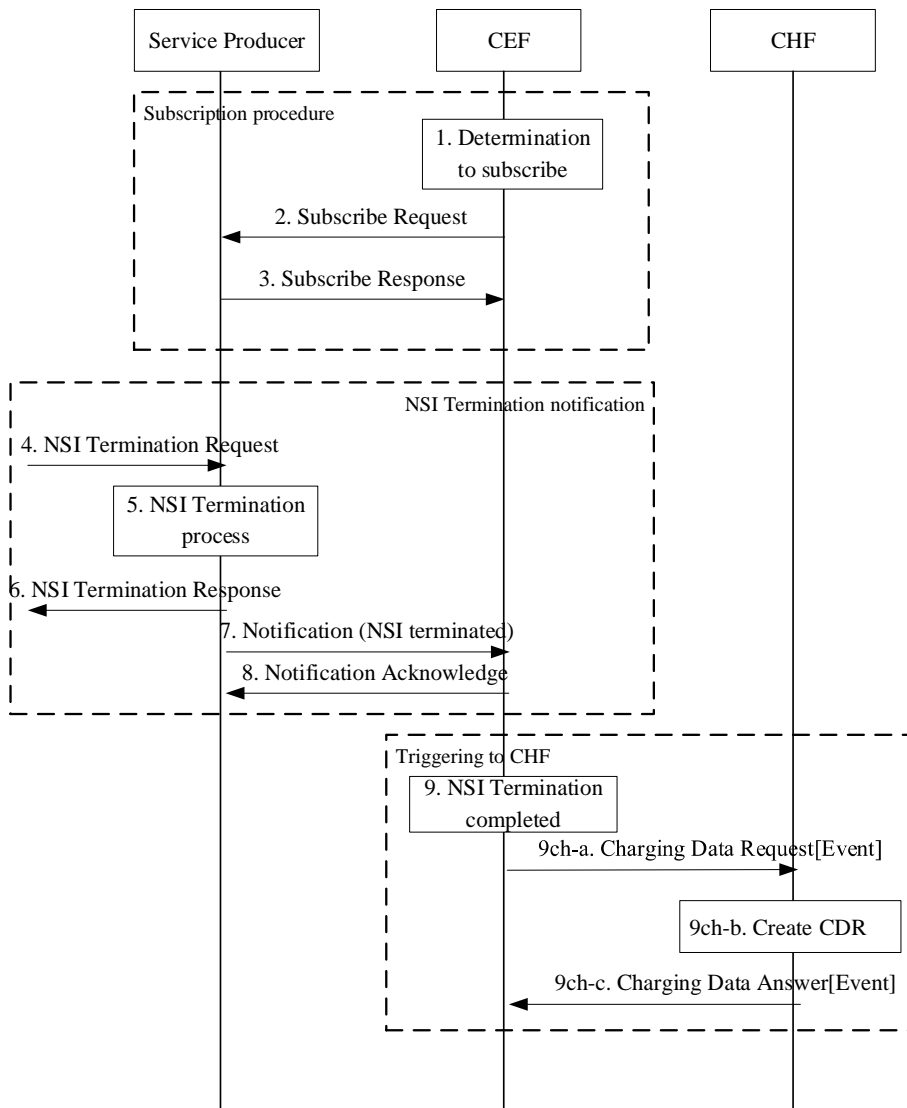 Service Producer
CEF
CHF
Subscription procedure
1. Determination
to subscribe
2. Subscribe Request
3. Subscribe Response
NSI Termination notification
4. NSI Termination Request
5. NSI Termination
process
6. NSI Termination Response
7. Notification (NSI terminated)
8. Notification Acknowledge
Triggering to CHF
9. NSI Termination
completed
9ch-a. Charging Data Request[Event]
9ch-b. Create CDR
9ch-c. Charging Data Answer[Event]